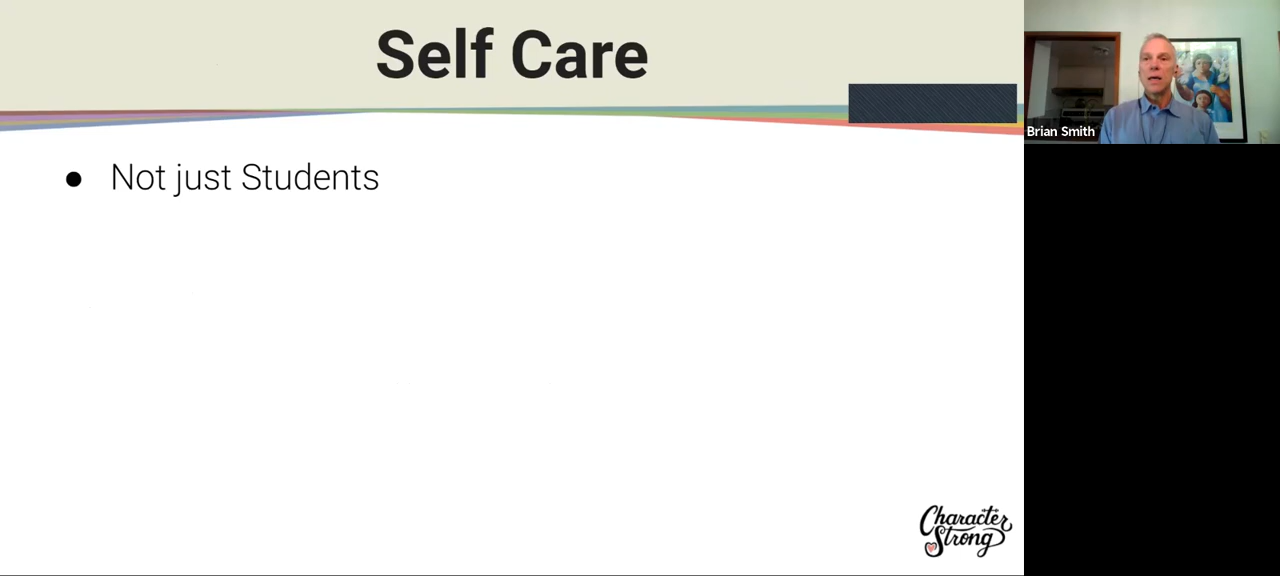 Self Care
Brian Smith
● Not just Students
Character
Strong